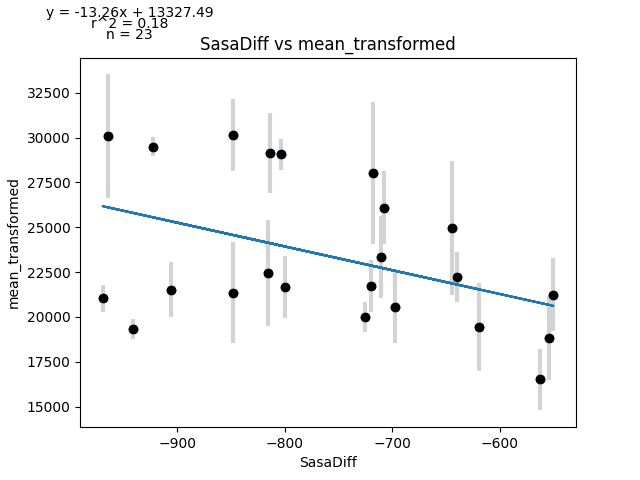 y = -13.26x + 13327.49
r^2 = 0.18
n = 23
SasaDiff vs mean_transformed
32500
30000
27500
25000
22500
20000
17500
15000
mean_transformed
−900
−800
−700
−600
SasaDiff